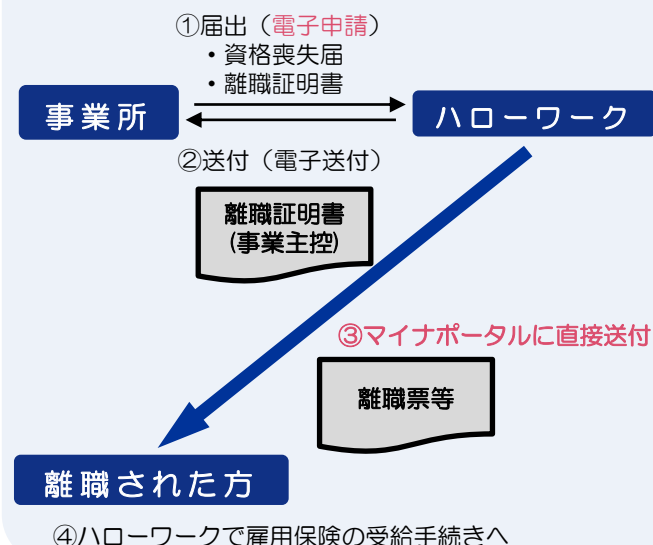 ①届出（電子申請）
・資格喪失届
・離職証明書
事業所
ハローワーク
②送付（電子送付）
離職証明書
(事業主控)
③マイナポータルに直接送付
離職票等
離職された方
④ハローワークで雇用保険の受給手続きへ